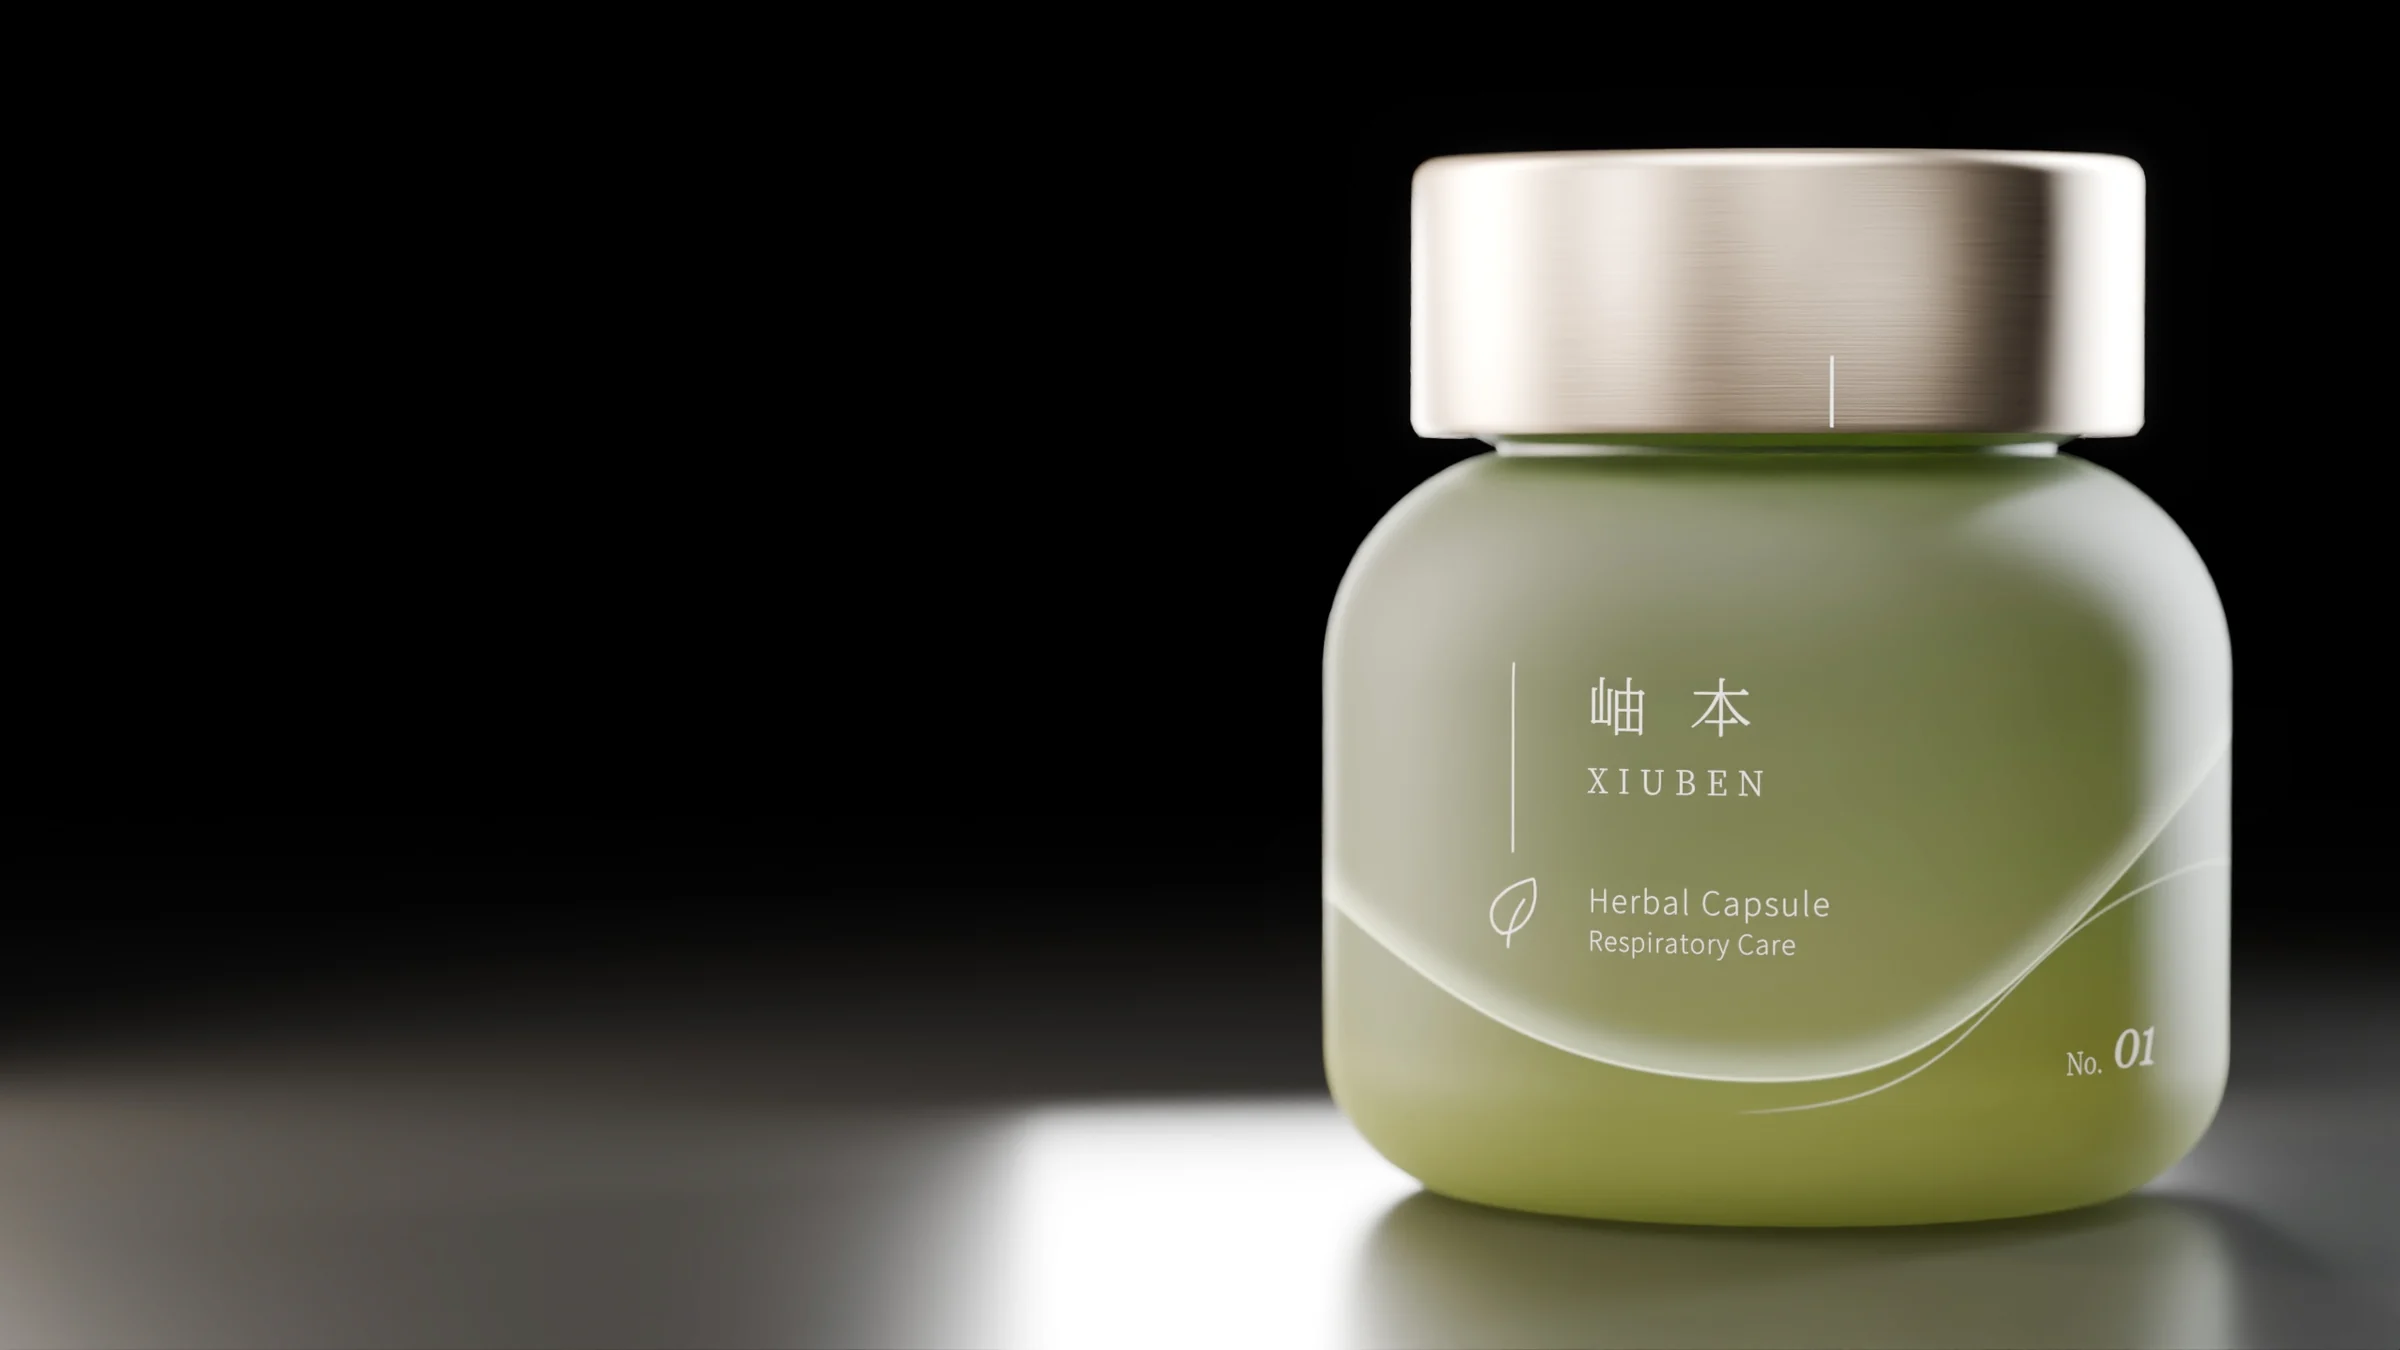 岫本
XIUBEN
Herbal Capsule
Respiratory Care
No. 01